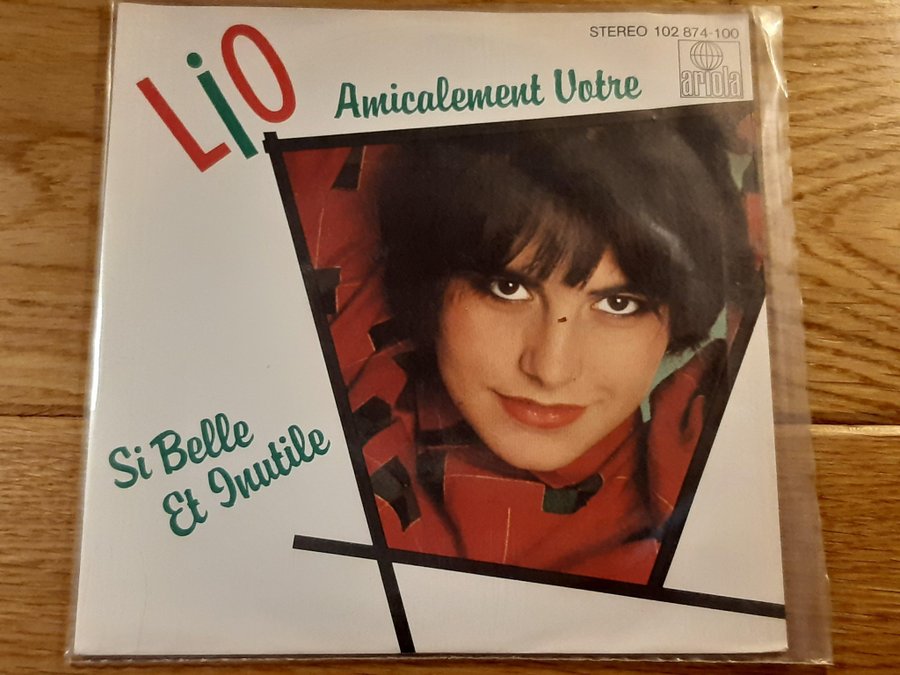 STEREO 102 874-100
ariola
LiO
Amicalement Votre
Si Belle
Et Inutile